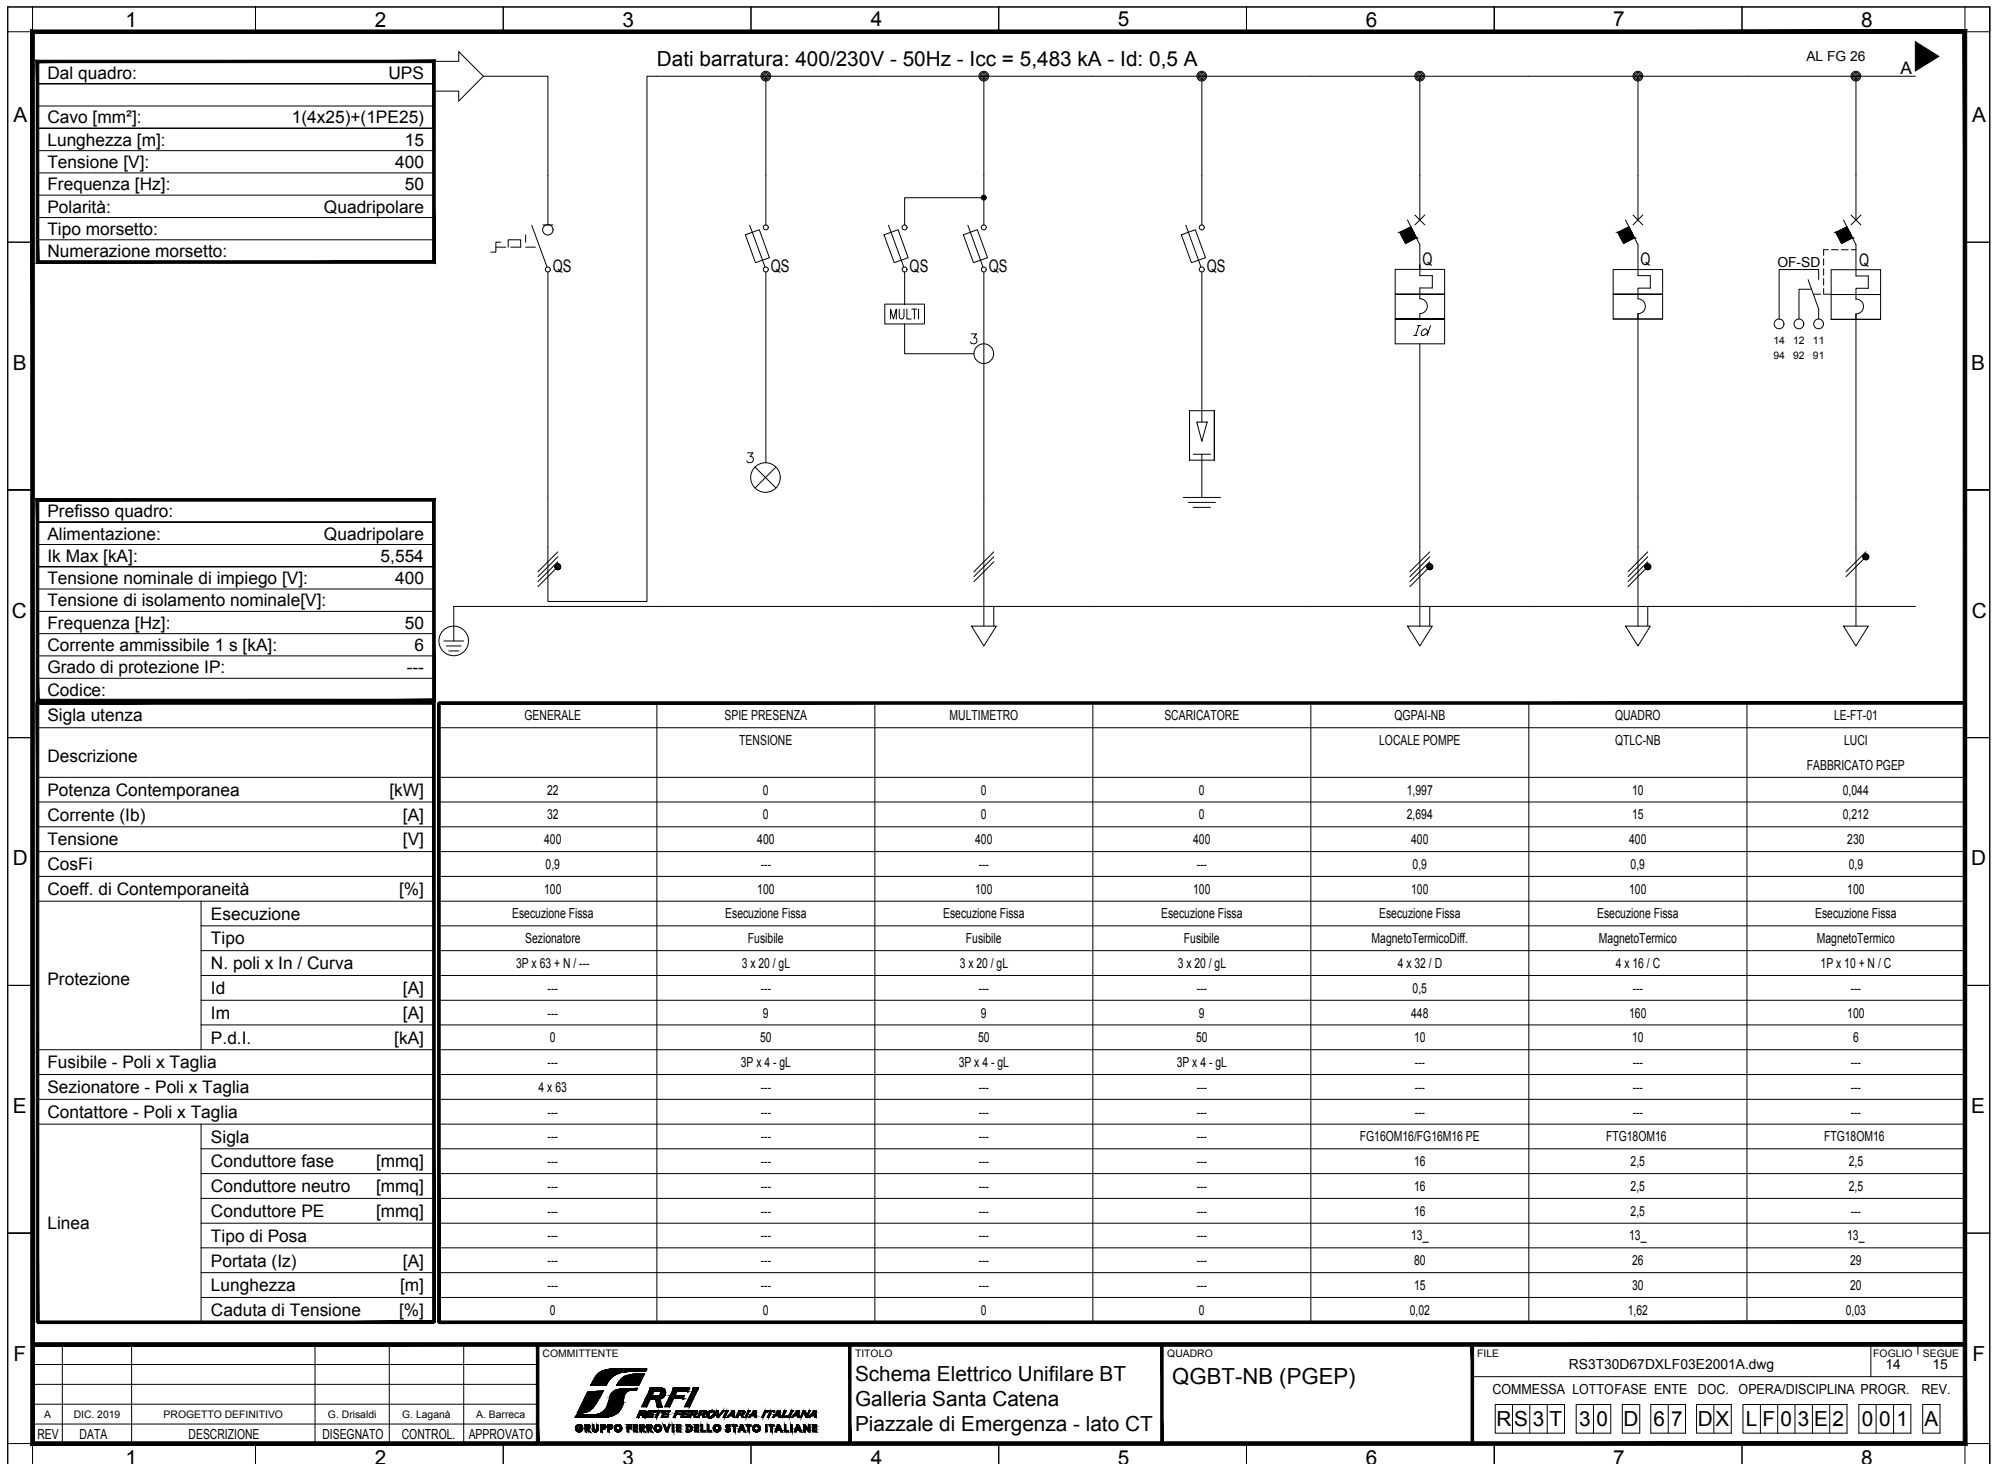 1 2 3 4 5 6 7 8
Dati barratura: 400/230V - 50Hz - Icc = 5,483 kA - Id: 0,5 A
AL FG 26
A
A
B
C
D
E
F
A
B
C
D
E
F
Dal quadro: UPS
Cavo [mm²]: 1(4x25)+(1PE25)
Lunghezza [m]: 15
Tensione [V]: 400
Frequenza [Hz]: 50
Polarità: Quadripolare
Tipo morsetto:
Numerazione morsetto:
QS QS QS QS QS Q Q Q
OF-SD
MULTI
Id
3
14 12 11
94 92 91
3
Prefisso quadro:
Alimentazione: Quadripolare
Ik Max [kA]: 5,554
Tensione nominale di impiego [V]: 400
Tensione di isolamento nominale[V]:
Frequenza [Hz]: 50
Corrente ammissibile 1 s [kA]: 6
Grado di protezione IP: ---
Codice:
Sigla utenza GENERALE SPIE PRESENZA MULTIMETRO SCARICATORE QGPAI-NB QUADRO LE-FT-01
Descrizione TENSIONE LOCALE POMPE QTLC-NB LUCI
FABBRICATO PGEP
Potenza Contemporanea [kW] 22 0 0 0 1,997 10 0,044
Corrente (Ib) [A] 32 0 0 0 2,694 15 0,212
Tensione [V] 400 400 400 400 400 400 230
CosFi 0,9 --- --- --- 0,9 0,9 0,9
Coeff. di Contemporaneità [%] 100 100 100 100 100 100 100
Protezione
Esecuzione Esecuzione Fissa Esecuzione Fissa Esecuzione Fissa Esecuzione Fissa Esecuzione Fissa Esecuzione Fissa Esecuzione Fissa
Tipo Sezionatore Fusibile Fusibile Fusibile MagnetoTermicoDiff. MagnetoTermico MagnetoTermico
N. poli x In / Curva 3P x 63 + N / --- 3 x 20 / gL 3 x 20 / gL 3 x 20 / gL 4 x 32 / D 4 x 16 / C 1P x 10 + N / C
Id [A] --- --- --- --- 0,5 --- ---
Im [A] --- 9 9 9 448 160 100
P.d.I. [kA] 0 50 50 50 10 10 6
Fusibile - Poli x Taglia --- 3P x 4 - gL 3P x 4 - gL 3P x 4 - gL --- --- ---
Sezionatore - Poli x Taglia 4 x 63 --- --- --- --- --- ---
Contattore - Poli x Taglia --- --- --- --- --- --- ---
Linea
Sigla --- --- --- --- FG16OM16/FG16M16 PE FTG18OM16 FTG18OM16
Conduttore fase [mmq] --- --- --- --- 16 2,5 2,5
Conduttore neutro [mmq] --- --- --- --- 16 2,5 2,5
Conduttore PE [mmq] --- --- --- --- 16 2,5 ---
Tipo di Posa --- --- --- --- 13_ 13_ 13_
Portata (Iz) [A] --- --- --- --- 80 26 29
Lunghezza [m] --- --- --- --- 15 30 20
Caduta di Tensione [%] 0 0 0 0 0,02 1,62 0,03
A DIC. 2019 PROGETTO DEFINITIVO G. Drisaldi G. Laganà A. Barreca
REV DATA DESCRIZIONE DISEGNATO CONTROL. APPROVATO
COMMITTENTE
RFI
RETE FERROVIARIA ITALIANA
GRUPPO FERROVIE DELLO STATO ITALIANE
TITOLO
Schema Elettrico Unifilare BT
Galleria Santa Catena
Piazzale di Emergenza - lato CT
QUADRO
QGBT-NB (PGEP)
FILE
RS3T30D67DXLF03E2001A.dwg
FOGLIO SEGUE
14 15
COMMESSA LOTTOFASE ENTE DOC. OPERA/DISCIPLINA PROGR. REV.
RS3T 30 D 67 DX LF03E2 001 A
1 2 3 4 5 6 7 8